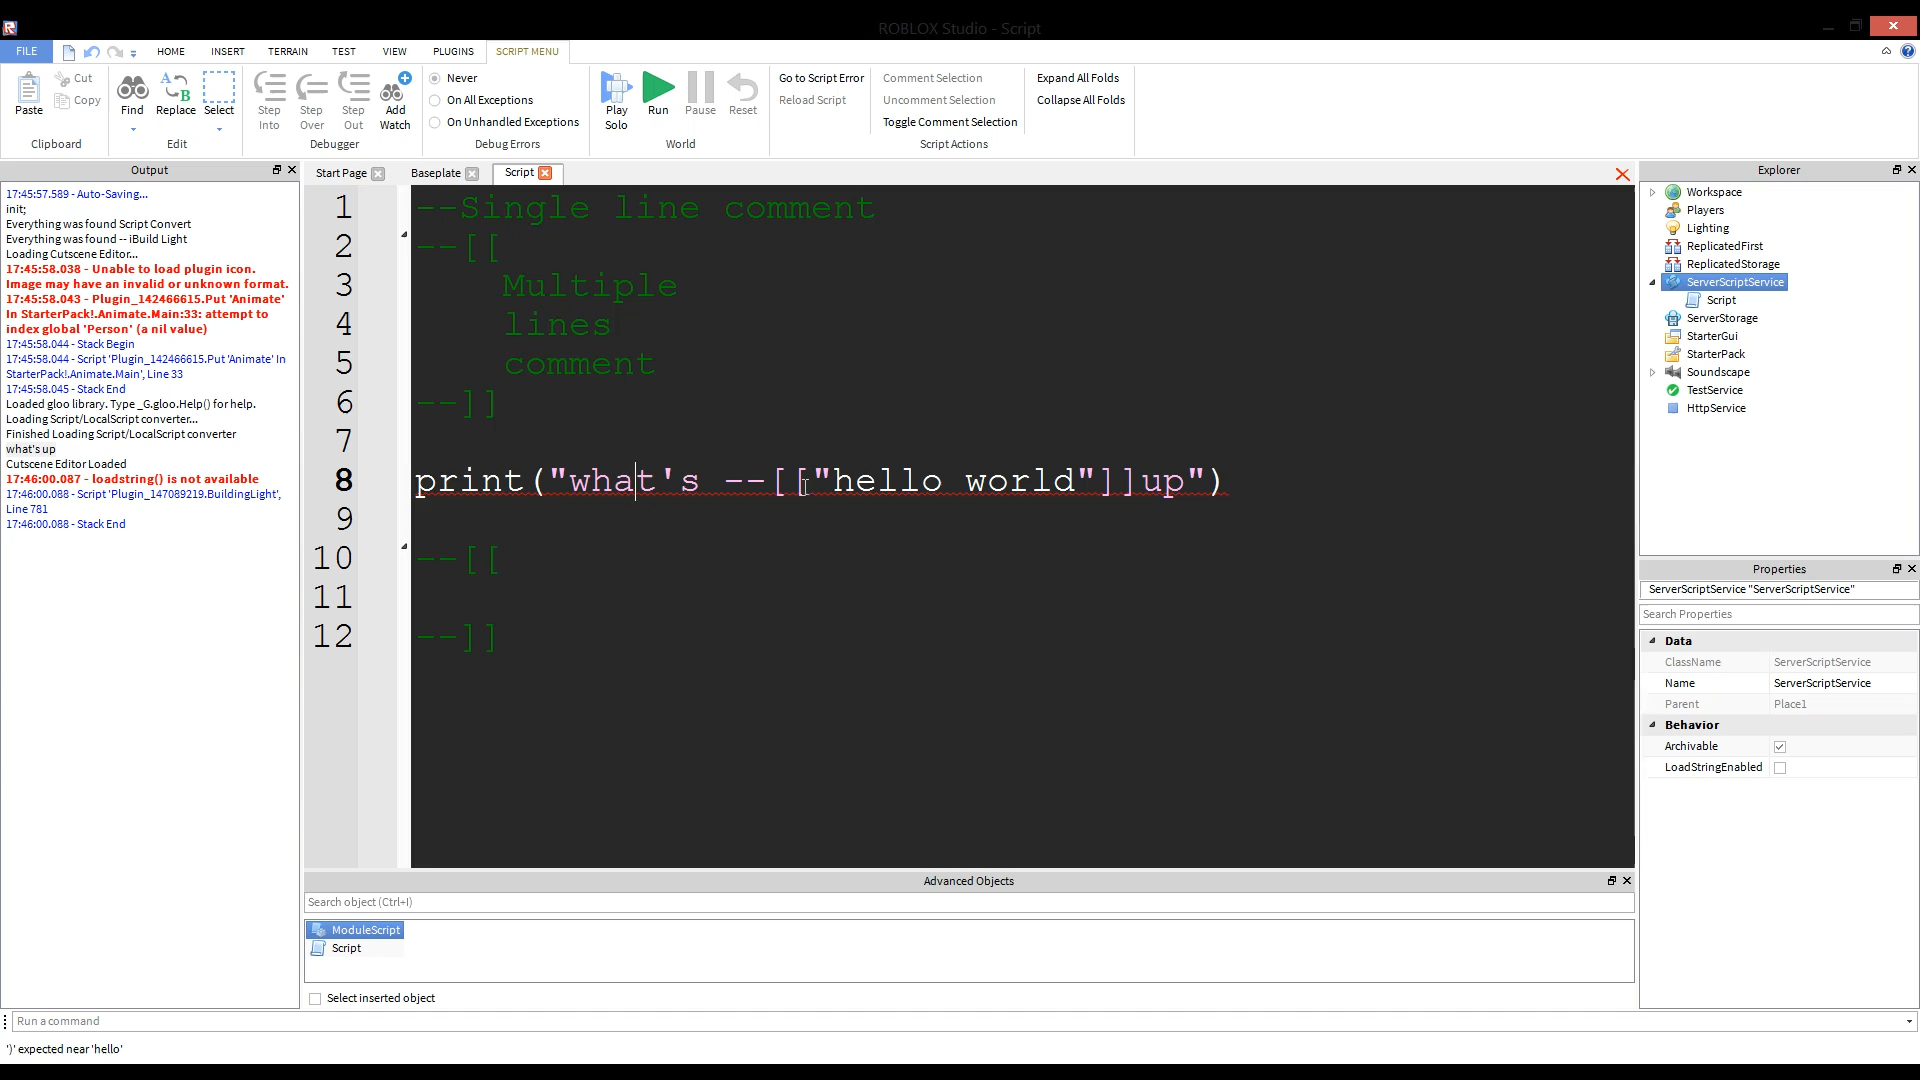 ROBLOX Studio - Script
FILE HOME INSERT TERRAIN TEST VIEW PLUGINS SCRIPT MENU
Paste
Cut
Copy
Clipboard
Find
Replace
Select
Edit
Step Into
Step Over
Step Out
Add Watch
Debugger
Never
On All Exceptions
On Unhandled Exceptions
Debug Errors
Play Solo
Run
Pause
Reset
World
Go to Script Error
Reload Script
Comment Selection
Uncomment Selection
Toggle Comment Selection
Script Actions
Expand All Folds
Collapse All Folds
Output
17:45:57.589 - Auto-Saving...
init;
Everything was found Script Convert
Everything was found -- iBuild Light
Loading Cutscene Editor...
17:45:58.038 - Unable to load plugin icon.
Image may have an invalid or unknown format.
17:45:58.043 - Plugin_142466615.Put 'Animate'
In StarterPack!.Animate.Main:33: attempt to
index global 'Person' (a nil value)
17:45:58.044 - Stack Begin
17:45:58.044 - Script 'Plugin_142466615.Put 'Animate' In
StarterPack!.Animate.Main', Line 33
17:45:58.045 - Stack End
Loaded gloo library. Type _G.gloo.Help() for help.
Loading Script/LocalScript converter...
Finished Loading Script/LocalScript converter
what's up
Cutscene Editor Loaded
17:46:00.087 - loadstring() is not available
17:46:00.088 - Script 'Plugin_147089219.BuildingLight',
Line 781
17:46:00.088 - Stack End
Start Page Baseplate Script
1 --Single line comment
2 --[[
3 Multiple
4 lines
5 comment
6 --]]
7
8 print("what's --[["hello world"]]up")
9
10 --[[
11
12 --]]
Advanced Objects
Search object (Ctrl+I)
ModuleScript
Script
Select inserted object
Explorer
Workspace
Players
Lighting
ReplicatedFirst
ReplicatedStorage
ServerScriptService
Script
ServerStorage
StarterGui
StarterPack
Soundscape
TestService
HttpService
Properties
ServerScriptService "ServerScriptService"
Search Properties
Data
ClassName ServerScriptService
Name ServerScriptService
Parent Place1
Behavior
Archivable
LoadStringEnabled
Run a command
')' expected near 'hello'